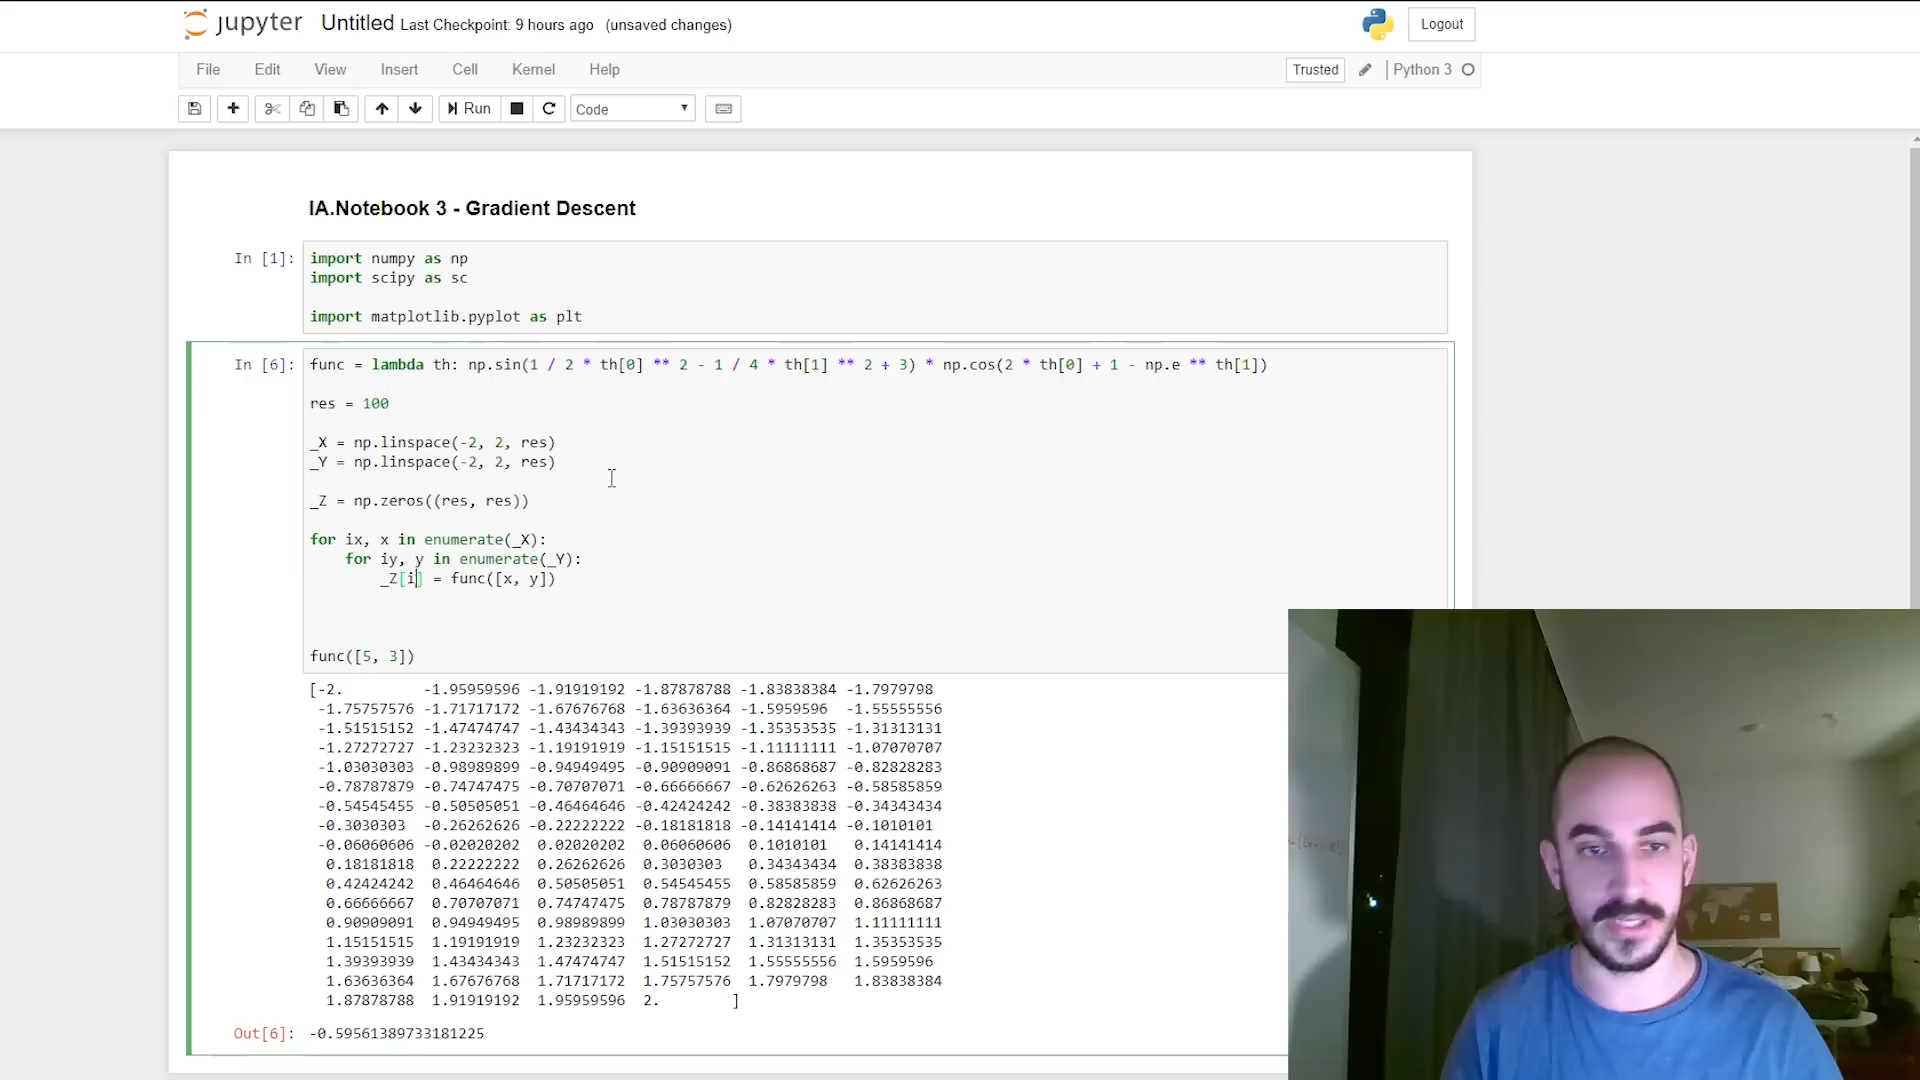 jupyter Untitled Last Checkpoint: 9 hours ago (unsaved changes) Logout
File Edit View Insert Cell Kernel Help Trusted Python 3
Run Code
IA.Notebook 3 - Gradient Descent
In [1]: import numpy as np
import scipy as sc
import matplotlib.pyplot as plt
In [6]: func = lambda th: np.sin(1 / 2 * th[0] ** 2 - 1 / 4 * th[1] ** 2 + 3) * np.cos(2 * th[0] + 1 - np.e ** th[1])
res = 100
_X = np.linspace(-2, 2, res)
_Y = np.linspace(-2, 2, res)
_Z = np.zeros((res, res))
for ix, x in enumerate(_X):
    for iy, y in enumerate(_Y):
        _Z[i] = func([x, y])
func([5, 3])
[-2. -1.95959596 -1.91919192 -1.87878788 -1.83838384 -1.7979798
-1.75757576 -1.71717172 -1.67676768 -1.63636364 -1.5959596 -1.55555556
-1.51515152 -1.47474747 -1.43434343 -1.39393939 -1.35353535 -1.31313131
-1.27272727 -1.23232323 -1.19191919 -1.15151515 -1.11111111 -1.07070707
-1.03030303 -0.98989899 -0.94949495 -0.90909091 -0.86868687 -0.82828283
-0.78787879 -0.74747475 -0.70707071 -0.66666667 -0.62626263 -0.58585859
-0.54545455 -0.50505051 -0.46464646 -0.42424242 -0.38383838 -0.34343434
-0.3030303 -0.26262626 -0.22222222 -0.18181818 -0.14141414 -0.1010101
-0.06060606 -0.02020202 0.02020202 0.06060606 0.1010101 0.14141414
0.18181818 0.22222222 0.26262626 0.3030303 0.34343434 0.38383838
0.42424242 0.46464646 0.50505051 0.54545455 0.58585859 0.62626263
0.66666667 0.70707071 0.74747475 0.78787879 0.82828283 0.86868687
0.90909091 0.94949495 0.98989899 1.03030303 1.07070707 1.11111111
1.15151515 1.19191919 1.23232323 1.27272727 1.31313131 1.35353535
1.39393939 1.43434343 1.47474747 1.51515152 1.55555556 1.5959596
1.63636364 1.67676768 1.71717172 1.75757576 1.7979798 1.83838384
1.87878788 1.91919192 1.95959596 2. ]
Out[6]: -0.59561389733181225